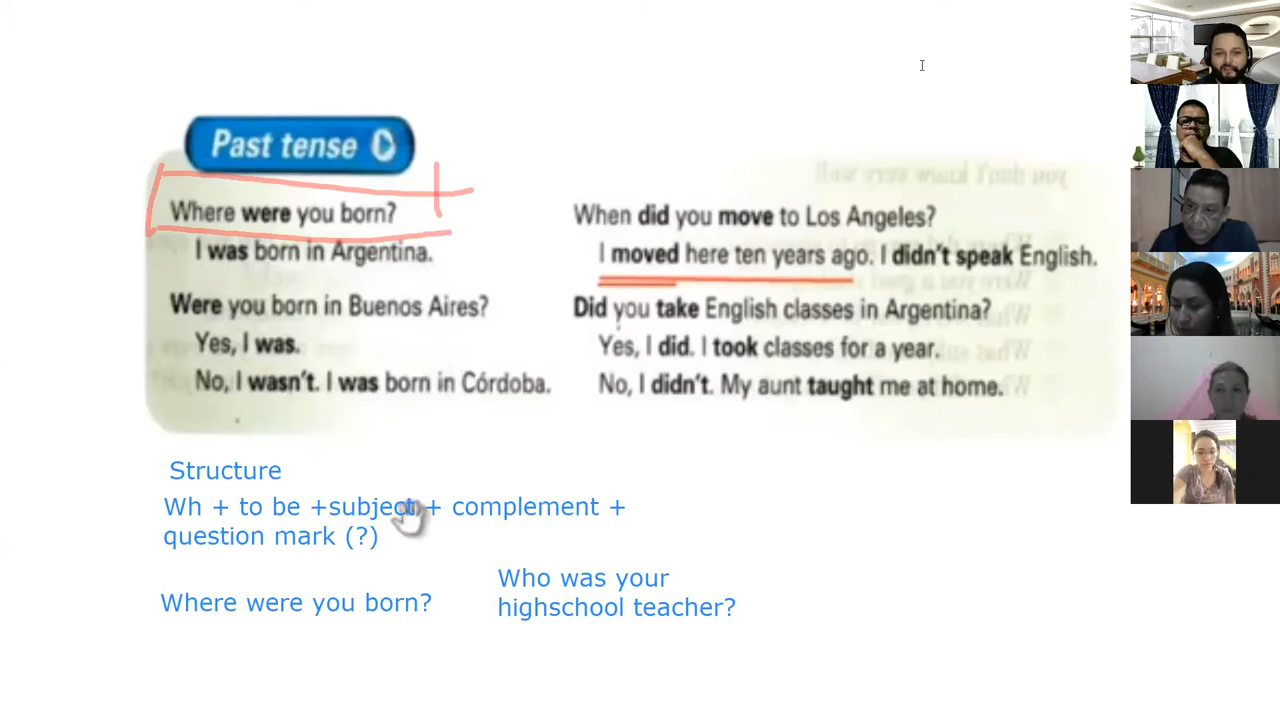 Past tense
Where were you born?
I was born in Argentina.
Were you born in Buenos Aires?
Yes, I was.
No, I wasn't. I was born in Córdoba.
When did you move to Los Angeles?
I moved here ten years ago. I didn't speak English.
Did you take English classes in Argentina?
Yes, I did. I took classes for a year.
No, I didn't. My aunt taught me at home.
Structure
Wh + to be +subject + complement +
question mark (?)
Where were you born?
Who was your
highschool teacher?